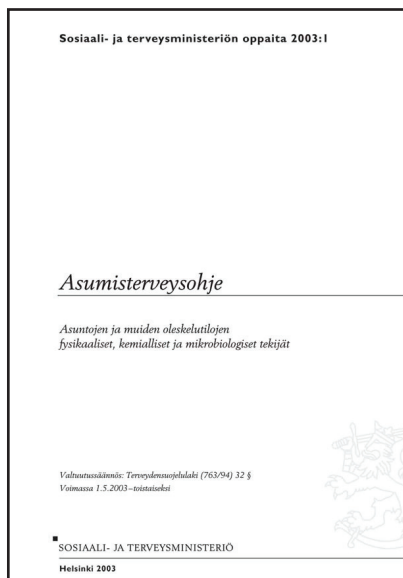 Sosiaali- ja terveysministeriön oppaita 2003:1
Asumisterveysohje
Asuntojen ja muiden oleskelutilojen
fysikaaliset, kemialliset ja mikrobiologiset tekijät
Valtuutussäännös: Terveydensuojelulaki (763/94) 32 §
Voimassa 1.5.2003–toistaiseksi
SOSIAALI- JA TERVEYSMINISTERIÖ
Helsinki 2003